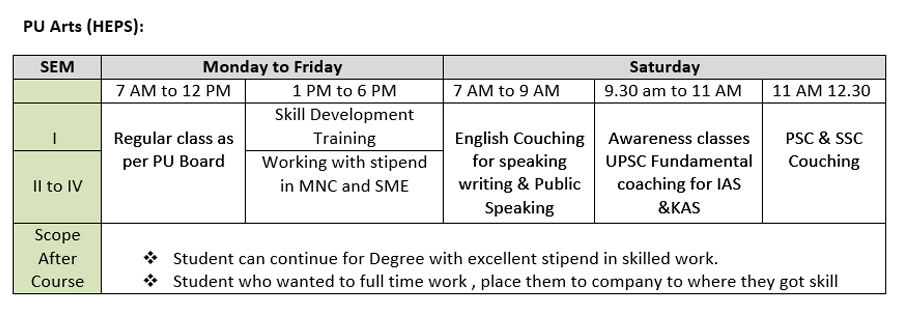 PU Arts (HEPS):
SEM Monday to Friday Saturday
7 AM to 12 PM 1 PM to 6 PM 7 AM to 9 AM 9.30 am to 11 AM 11 AM 12.30
I
Regular class as
per PU Board
Skill Development
Training
English Couching
for speaking
writing & Public
Speaking
Awareness classes
UPSC Fundamental
coaching for IAS
&KAS
PSC & SSC
Couching
II to IV
Working with stipend
in MNC and SME
Scope
After
Course
❖ Student can continue for Degree with excellent stipend in skilled work.
❖ Student who wanted to full time work , place them to company to where they got skill